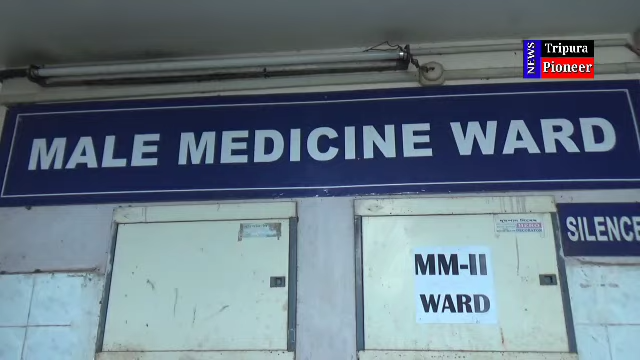 NEWS
Tripura
Pioneer
MALE MEDICINE WARD
SILENCE
MM-II
WARD